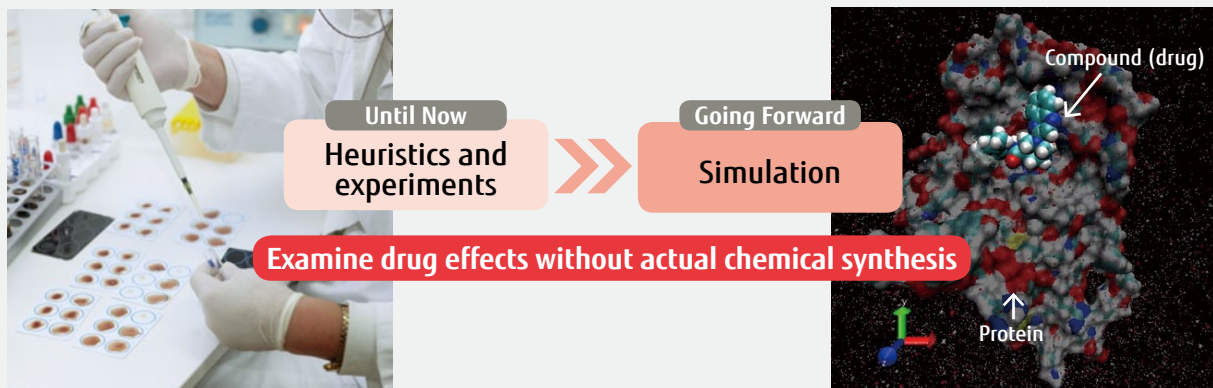 Until Now
Heuristics and
experiments
Going Forward
Simulation
Examine drug effects without actual chemical synthesis
Compound (drug)
Protein
y
z